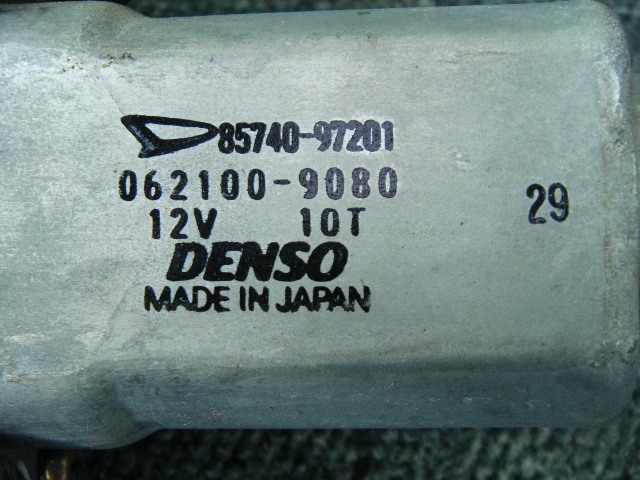 85740-97201
062100-9080
12V 10T
29
DENSO
MADE IN JAPAN